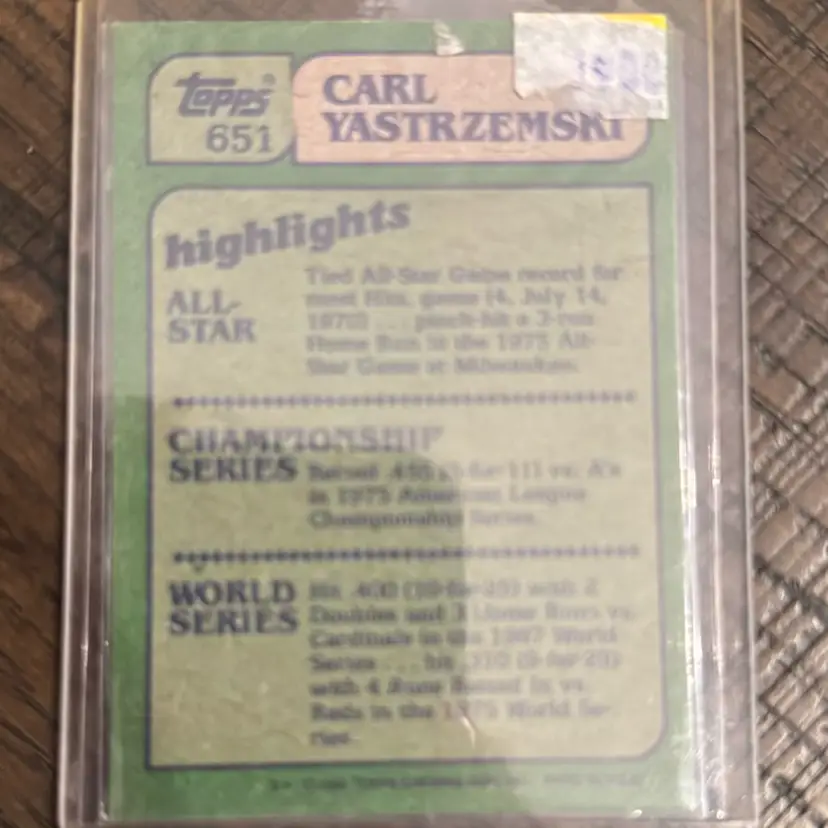 Topps®
651
CARL
YASTRZEMSKI
highlights
ALL-
STAR
Tied All-Star Game record for
most Hits, game (4, July 14,
1970) ... pinch-hit a 3-run
Home Run in the 1975 All-
Star Game at Milwaukee.
CHAMPIONSHIP
SERIES
Batted .455 (5-for-11) vs. A's
in 1975 American League
Championship Series.
WORLD
SERIES
Hit .400 (10-for-25) with 2
Doubles and 3 Home Runs vs.
Cardinals in the 1967 World
Series ... hit .310 (9-for-29)
with 4 Runs Batted In vs.
Reds in the 1975 World Se-
ries.